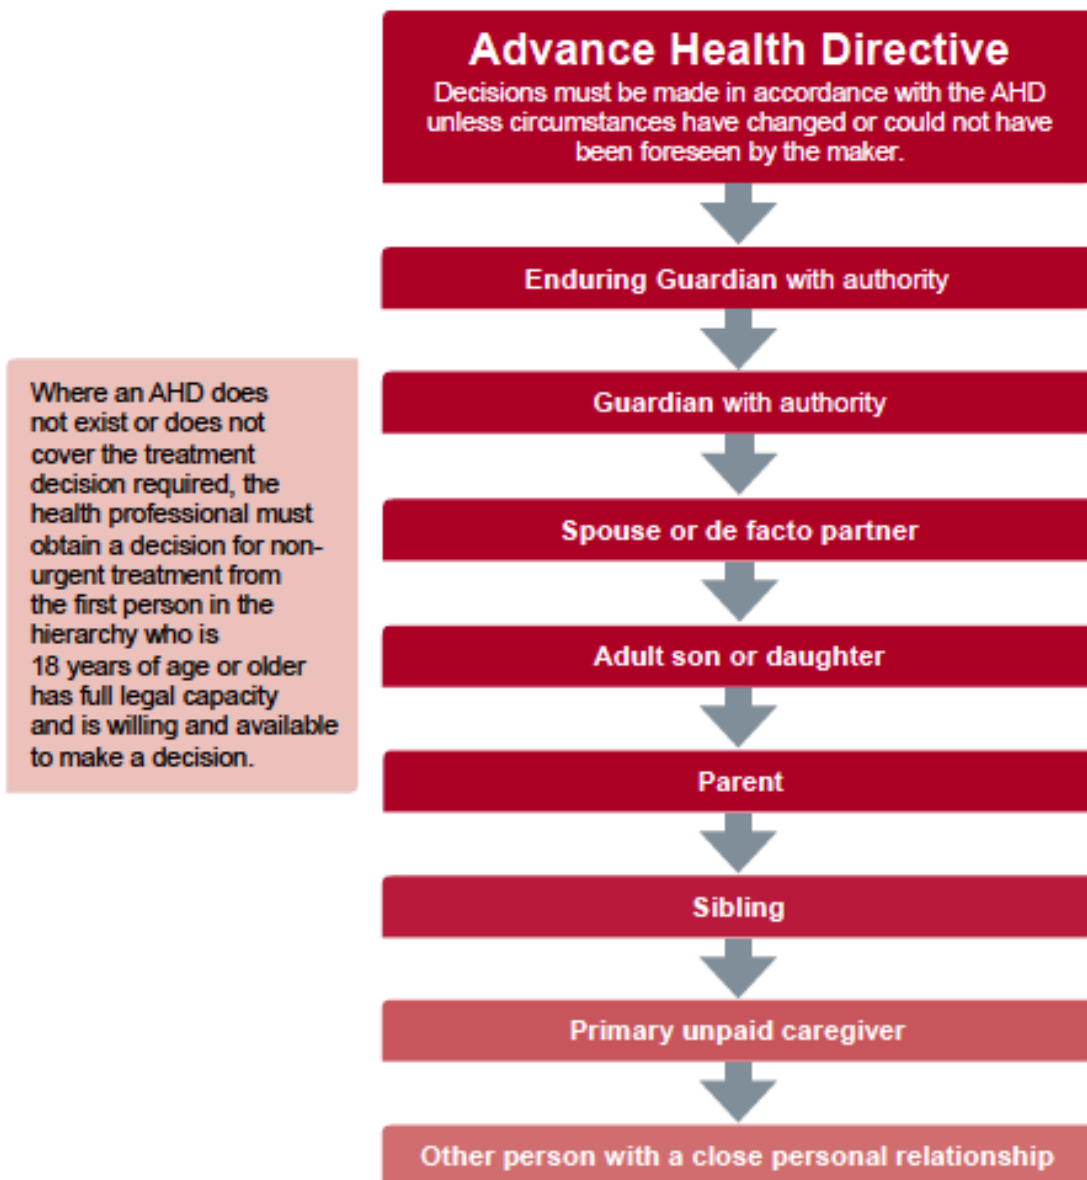 Advance Health Directive
Decisions must be made in accordance with the AHD
unless circumstances have changed or could not have
been foreseen by the maker.
Enduring Guardian with authority
Guardian with authority
Where an AHD does
not exist or does not
cover the treatment
decision required, the
health professional must
obtain a decision for non-
urgent treatment from
the first person in the
hierarchy who is
18 years of age or older
has full legal capacity
and is willing and available
to make a decision.
Spouse or de facto partner
Adult son or daughter
Parent
Sibling
Primary unpaid caregiver
Other person with a close personal relationship